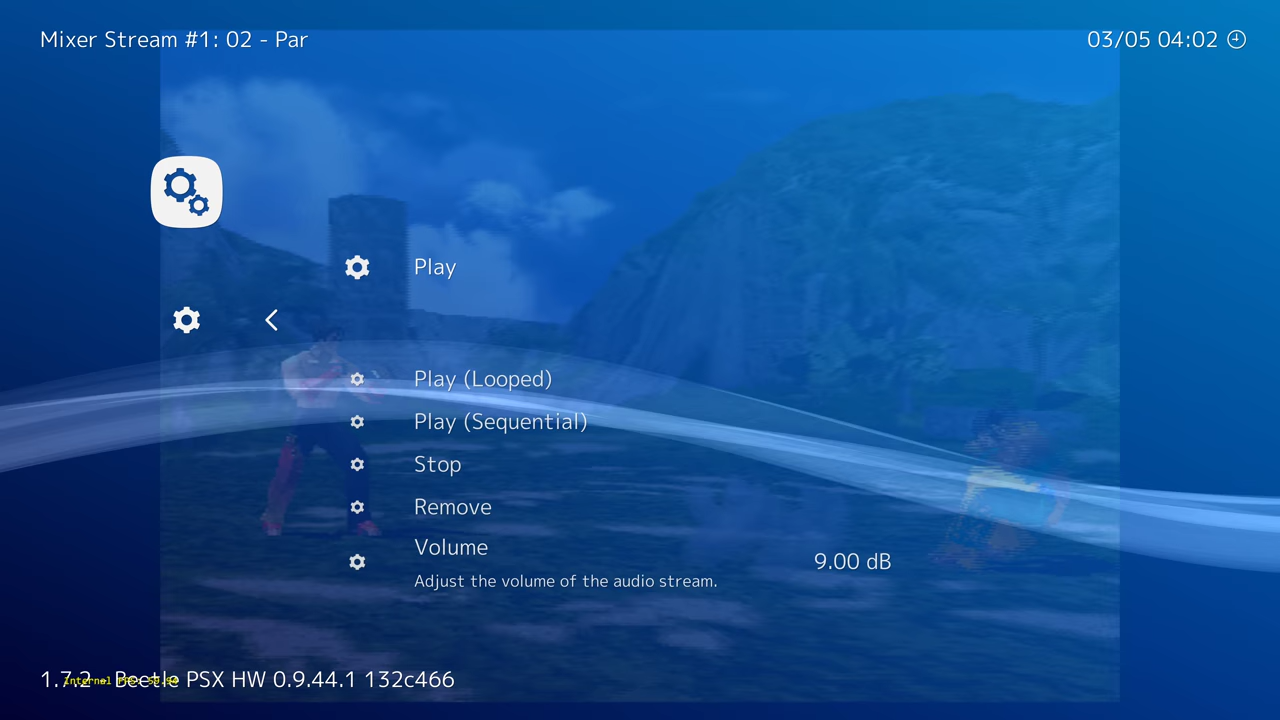 Mixer Stream #1: 02 - Par
03/05 04:02
Play
Play (Looped)
Play (Sequential)
Stop
Remove
Volume
9.00 dB
Adjust the volume of the audio stream.
1.7.2 - Beetle PSX HW 0.9.44.1 132c466
Internal